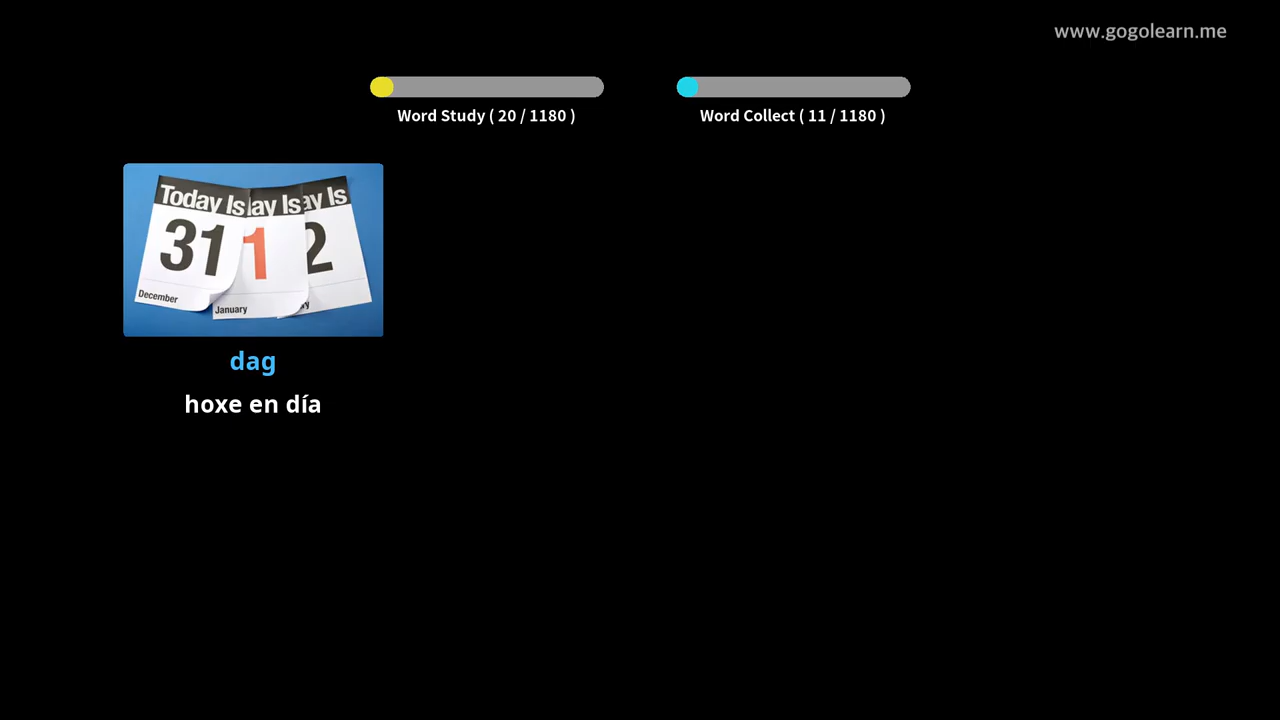 www.gogolearn.me
Word Study ( 20 / 1180 )
Word Collect ( 11 / 1180 )
Today Is
ay Is
ay Is
31
1
2
December
January
ry
dag
hoxe en día